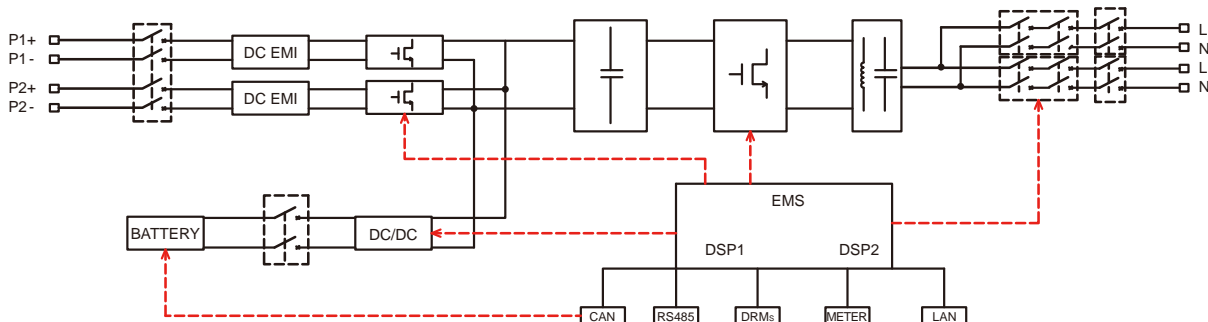 P1+
P1-
P2+
P2-
DC EMI
DC EMI
L
N
L
N
BATTERY
DC/DC
EMS
DSP1
DSP2
CAN
RS485
DRMs
METER
LAN